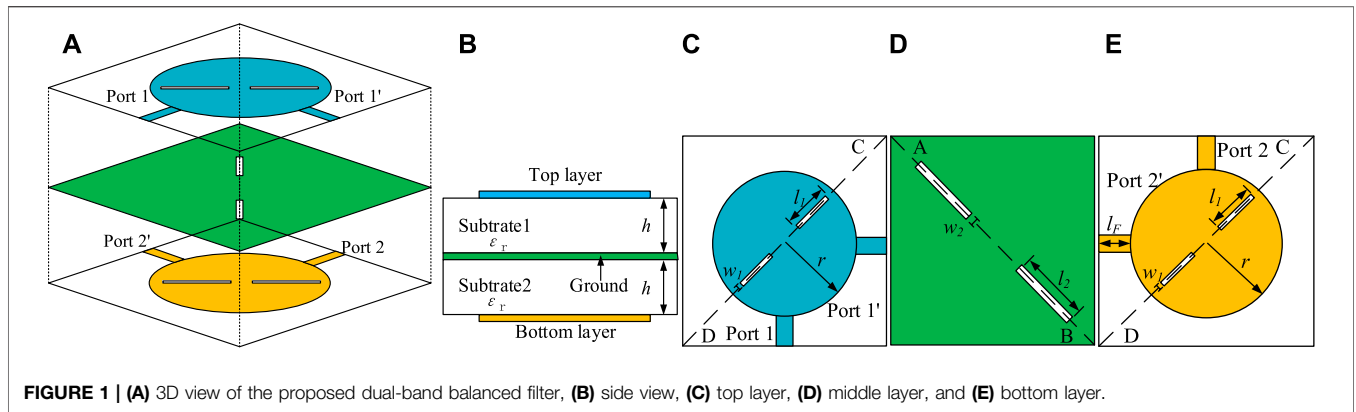 A
B
C
D
E
Port 1
Port 1'
Port 2'
Port 2
Top layer
Subtrate1
εr
h
Subtrate2
εr
Ground
h
Bottom layer
C
l1
w1
r
Port 1'
D
Port 1
A
w2
l2
B
Port 2
C
Port 2'
l1
lF
r
w1
D
FIGURE 1 | (A) 3D view of the proposed dual-band balanced filter, (B) side view, (C) top layer, (D) middle layer, and (E) bottom layer.